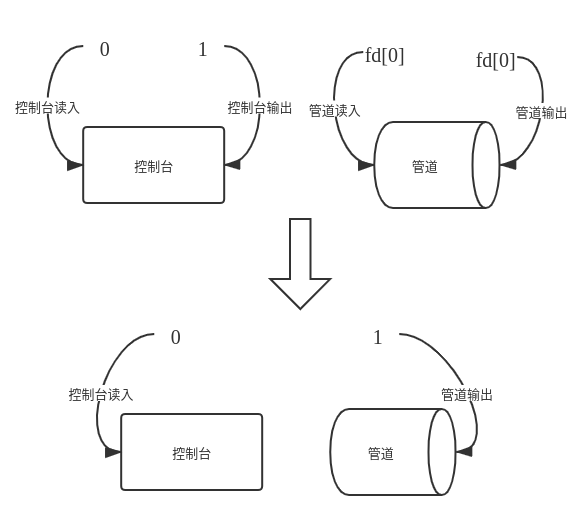 0
1
fd[0]
fd[0]
控制台读入
控制台输出
管道读入
管道输出
控制台
管道
0
1
控制台读入
管道输出
控制台
管道